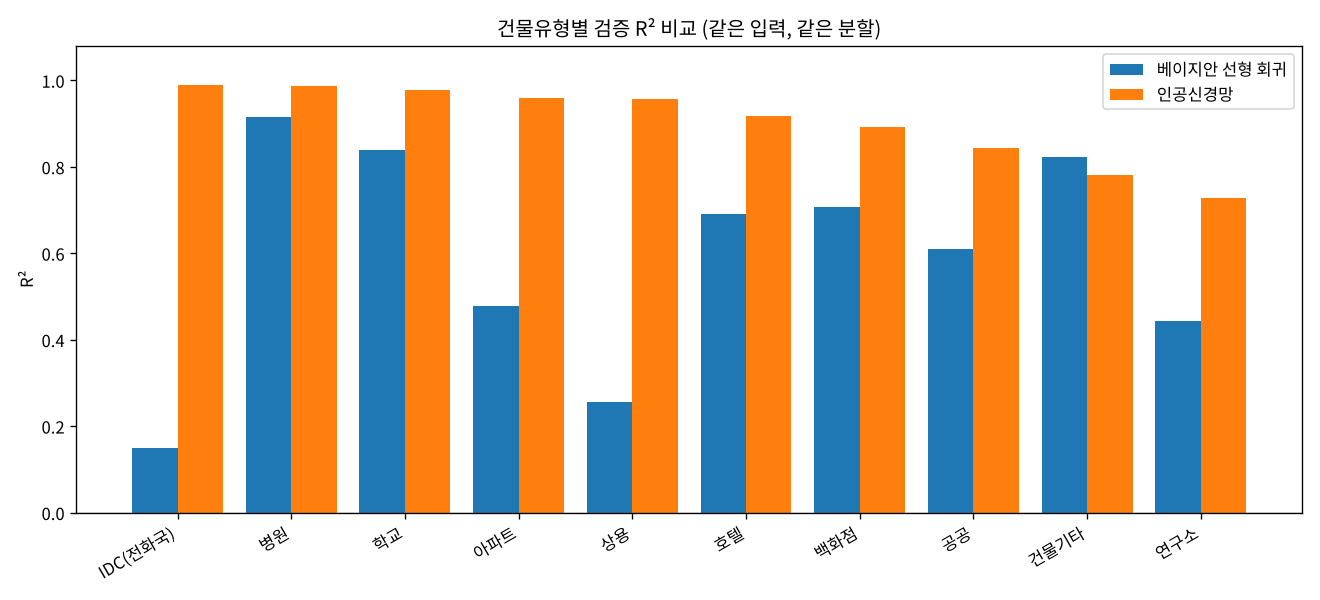 건물유형별 검증 R² 비교 (같은 입력, 같은 분할)
베이지안 선형 회귀
인공신경망
R²
1.0
0.8
0.6
0.4
0.2
0.0
IDC(전화국)
병원
학교
아파트
상용
호텔
백화점
공공
건물기타
연구소